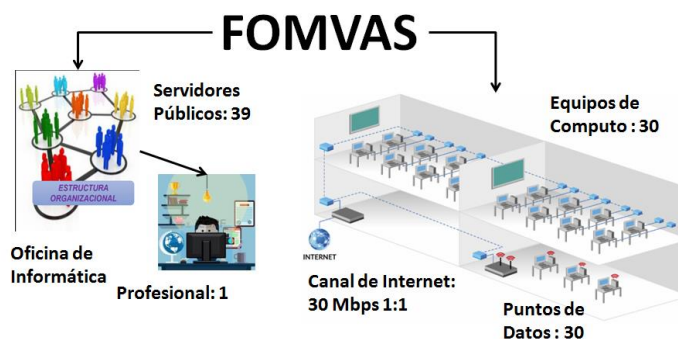 FOMVAS
Servidores
Públicos: 39
ESTRUCTURA
ORGANIZACIONAL
Oficina de
Informática
Profesional: 1
Equipos de
Computo : 30
INTERNET
Canal de Internet:
30 Mbps 1:1
Puntos de
Datos : 30